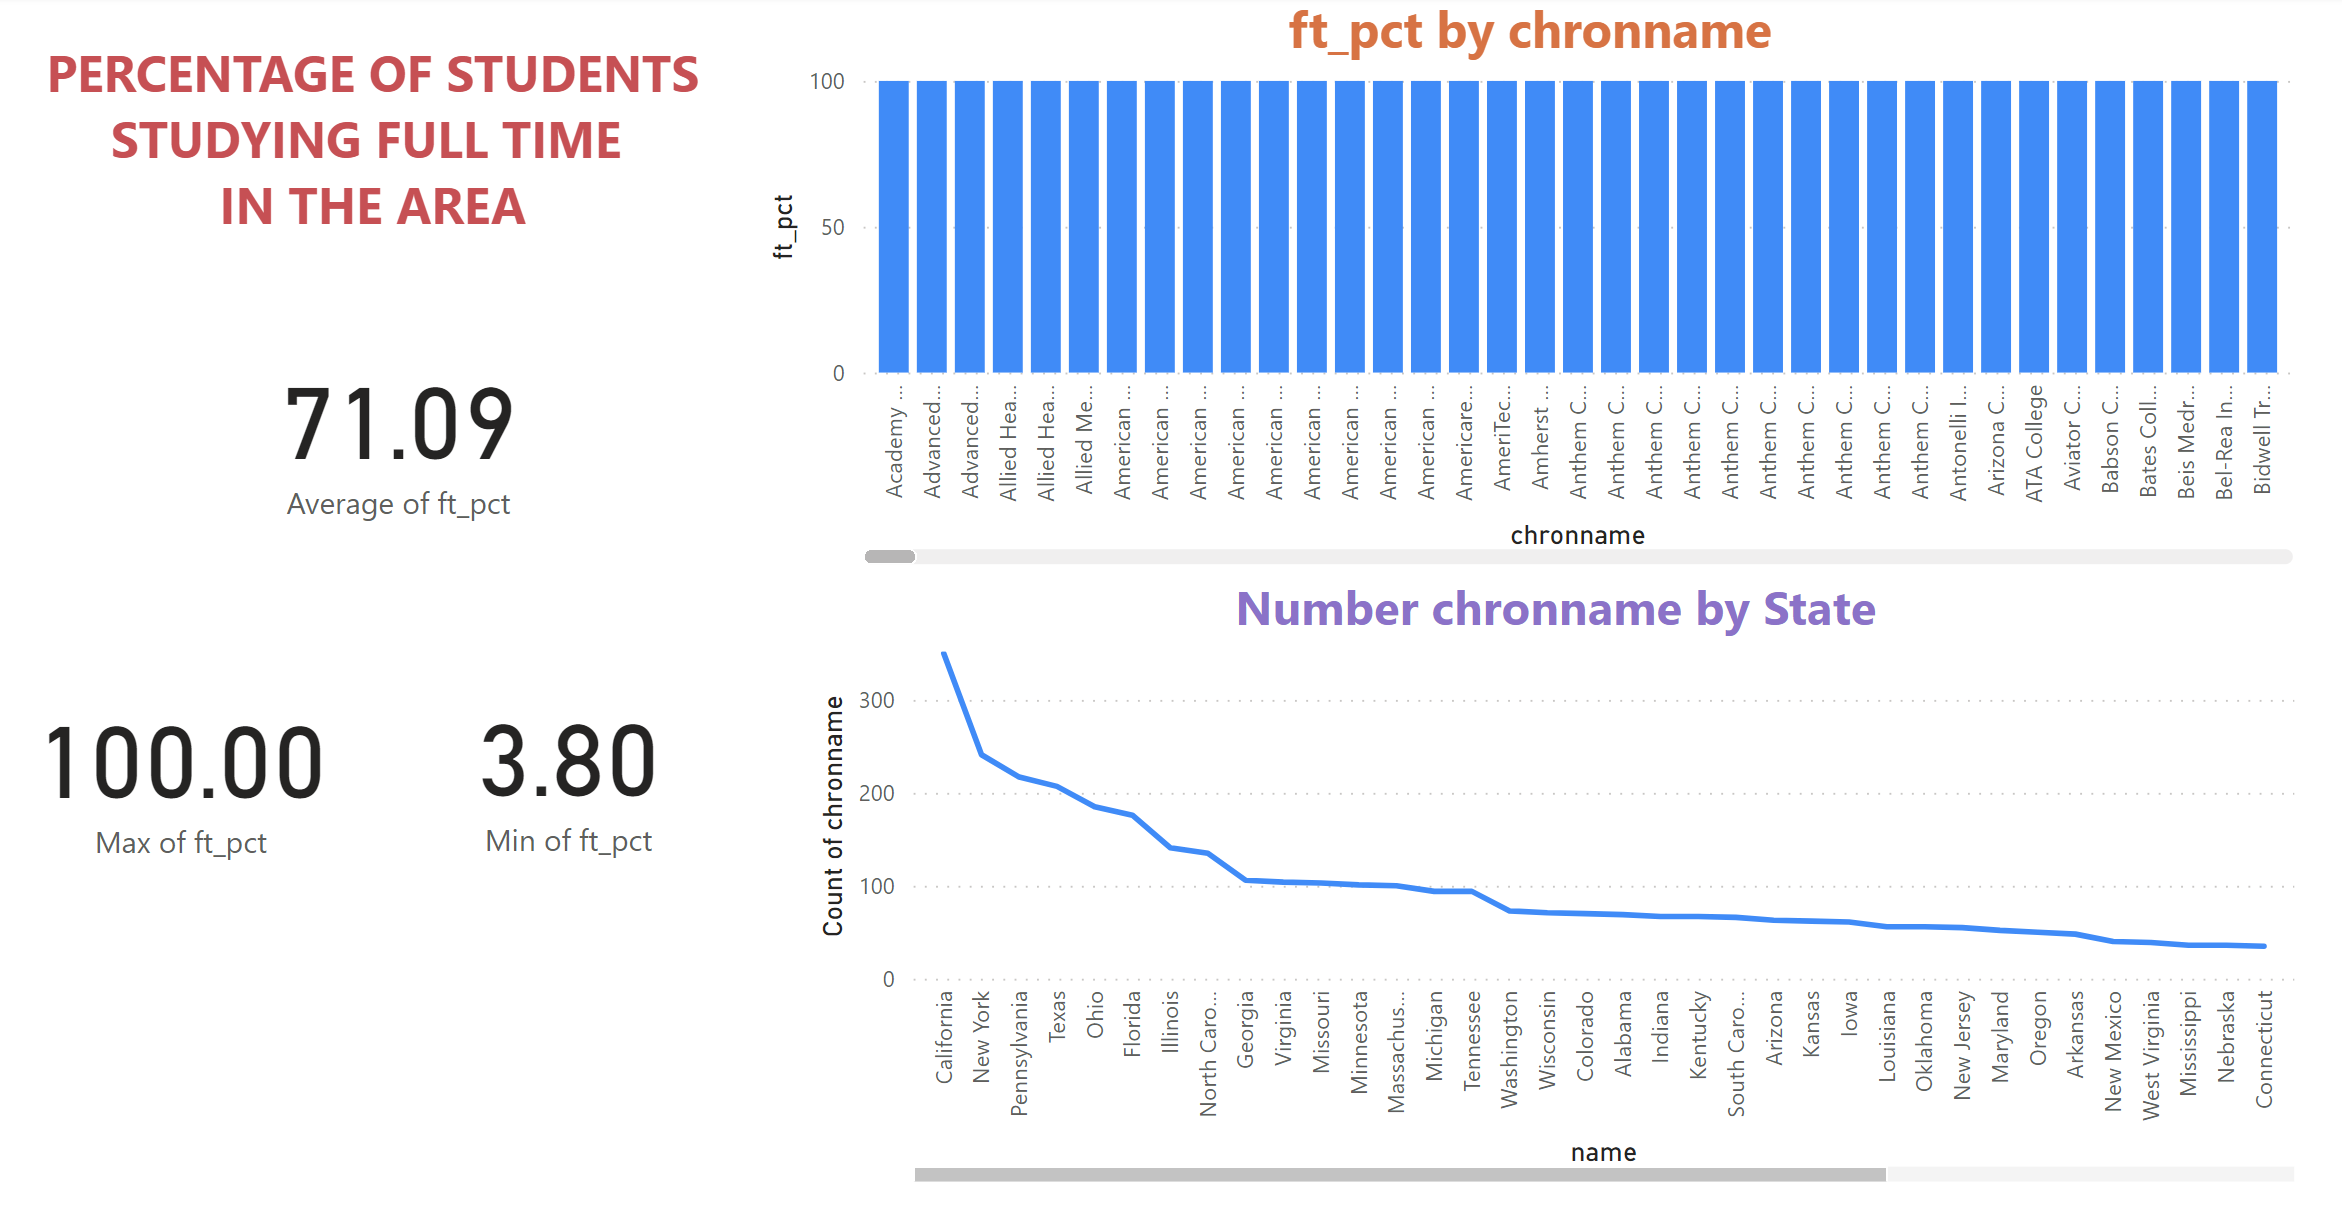 PERCENTAGE OF STUDENTS
STUDYING FULL TIME
IN THE AREA
71.09
Average of ft_pct
100.00
Max of ft_pct
3.80
Min of ft_pct
ft_pct by chronname
ft_pct
100
50
0
Academy ...
Advanced...
Advanced...
Allied Hea...
Allied Hea...
Allied Me...
American ...
American ...
American ...
American ...
American ...
American ...
American ...
American ...
American ...
Americare...
AmeriTec...
Amherst ...
Anthem C...
Anthem C...
Anthem C...
Anthem C...
Anthem C...
Anthem C...
Anthem C...
Anthem C...
Anthem C...
Anthem C...
Antonelli I...
Arizona C...
ATA College
Aviator C...
Babson C...
Bates Coll...
Beis Medr...
Bel-Rea In...
Bidwell Tr...
chronname
Number chronname by State
Count of chronname
300
200
100
0
California
New York
Pennsylvania
Texas
Ohio
Florida
Illinois
North Caro...
Georgia
Virginia
Missouri
Minnesota
Massachus...
Michigan
Tennessee
Washington
Wisconsin
Colorado
Alabama
Indiana
Kentucky
South Caro...
Arizona
Kansas
Iowa
Louisiana
Oklahoma
New Jersey
Maryland
Oregon
Arkansas
New Mexico
West Virginia
Mississippi
Nebraska
Connecticut
name